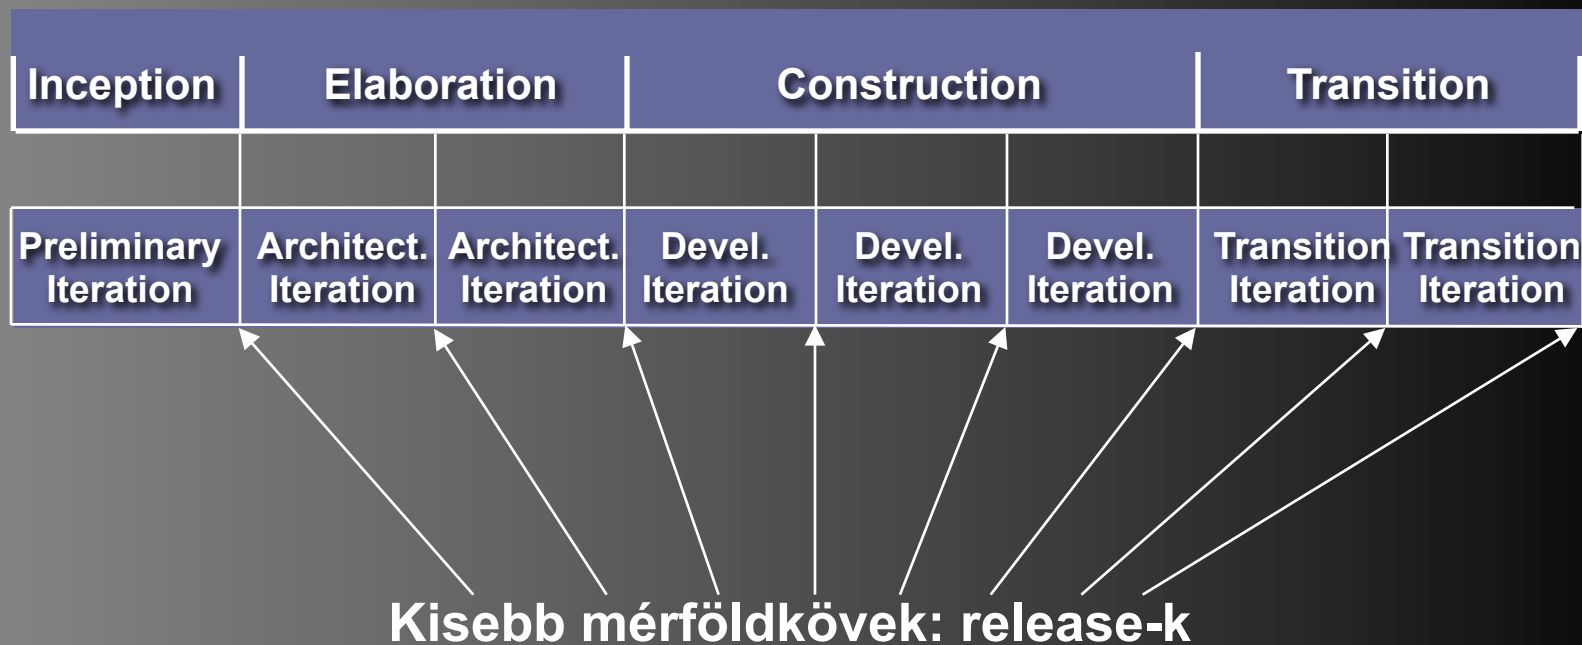 Inception Elaboration Construction Transition
Preliminary Architect. Architect. Devel. Devel. Devel. Transition Transition
Iteration Iteration Iteration Iteration Iteration Iteration Iteration Iteration
Kisebb mérföldkövek: release-k